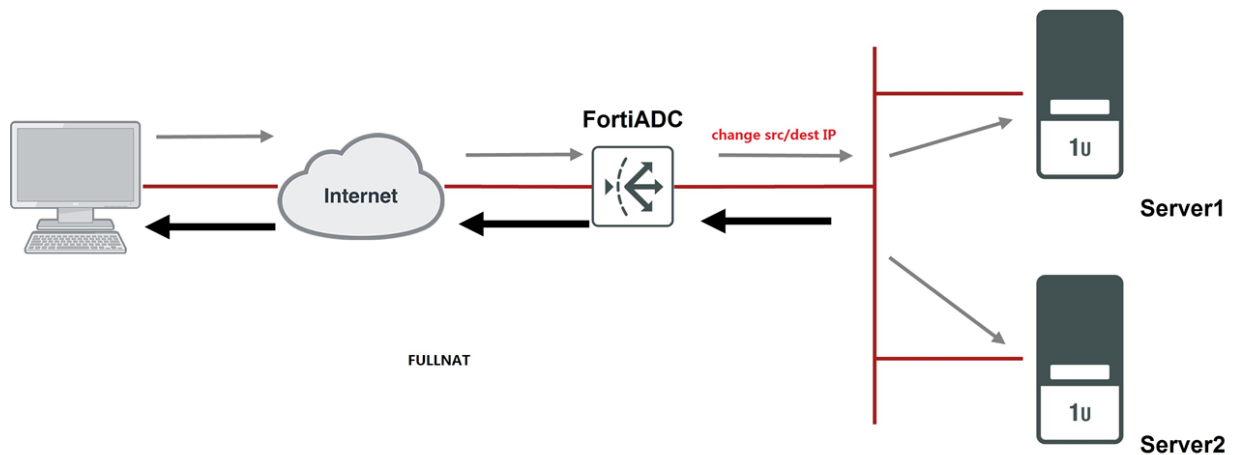 FortiADC
change src/dest IP
Internet
1U
Server1
FULLNAT
1U
Server2